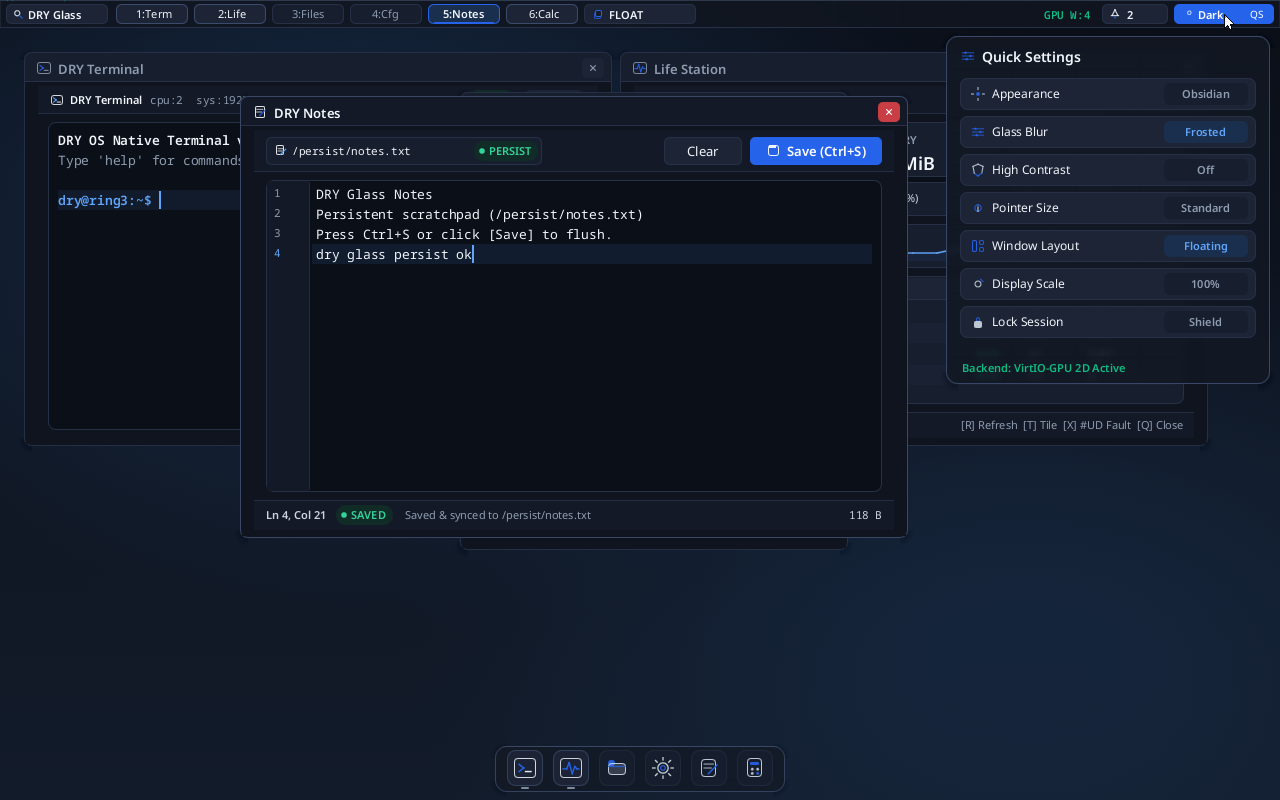 DRY Glass 1:Term 2:Life 3:Files 4:Cfg 5:Notes 6:Calc FLOAT GPU W:4 2 Dark QS
DRY Terminal
DRY Terminal cpu:2 sys:192
DRY OS Native Terminal
Type 'help' for commands
dry@ring3:~$
Life Station
MiB
%)
[R] Refresh [T] Tile [X] #UD Fault [Q] Close
DRY Notes
/persist/notes.txt PERSIST Clear Save (Ctrl+S)
1 DRY Glass Notes
2 Persistent scratchpad (/persist/notes.txt)
3 Press Ctrl+S or click [Save] to flush.
4 dry glass persist ok
Ln 4, Col 21 SAVED Saved & synced to /persist/notes.txt 118 B
Quick Settings
Appearance Obsidian
Glass Blur Frosted
High Contrast Off
Pointer Size Standard
Window Layout Floating
Display Scale 100%
Lock Session Shield
Backend: VirtIO-GPU 2D Active